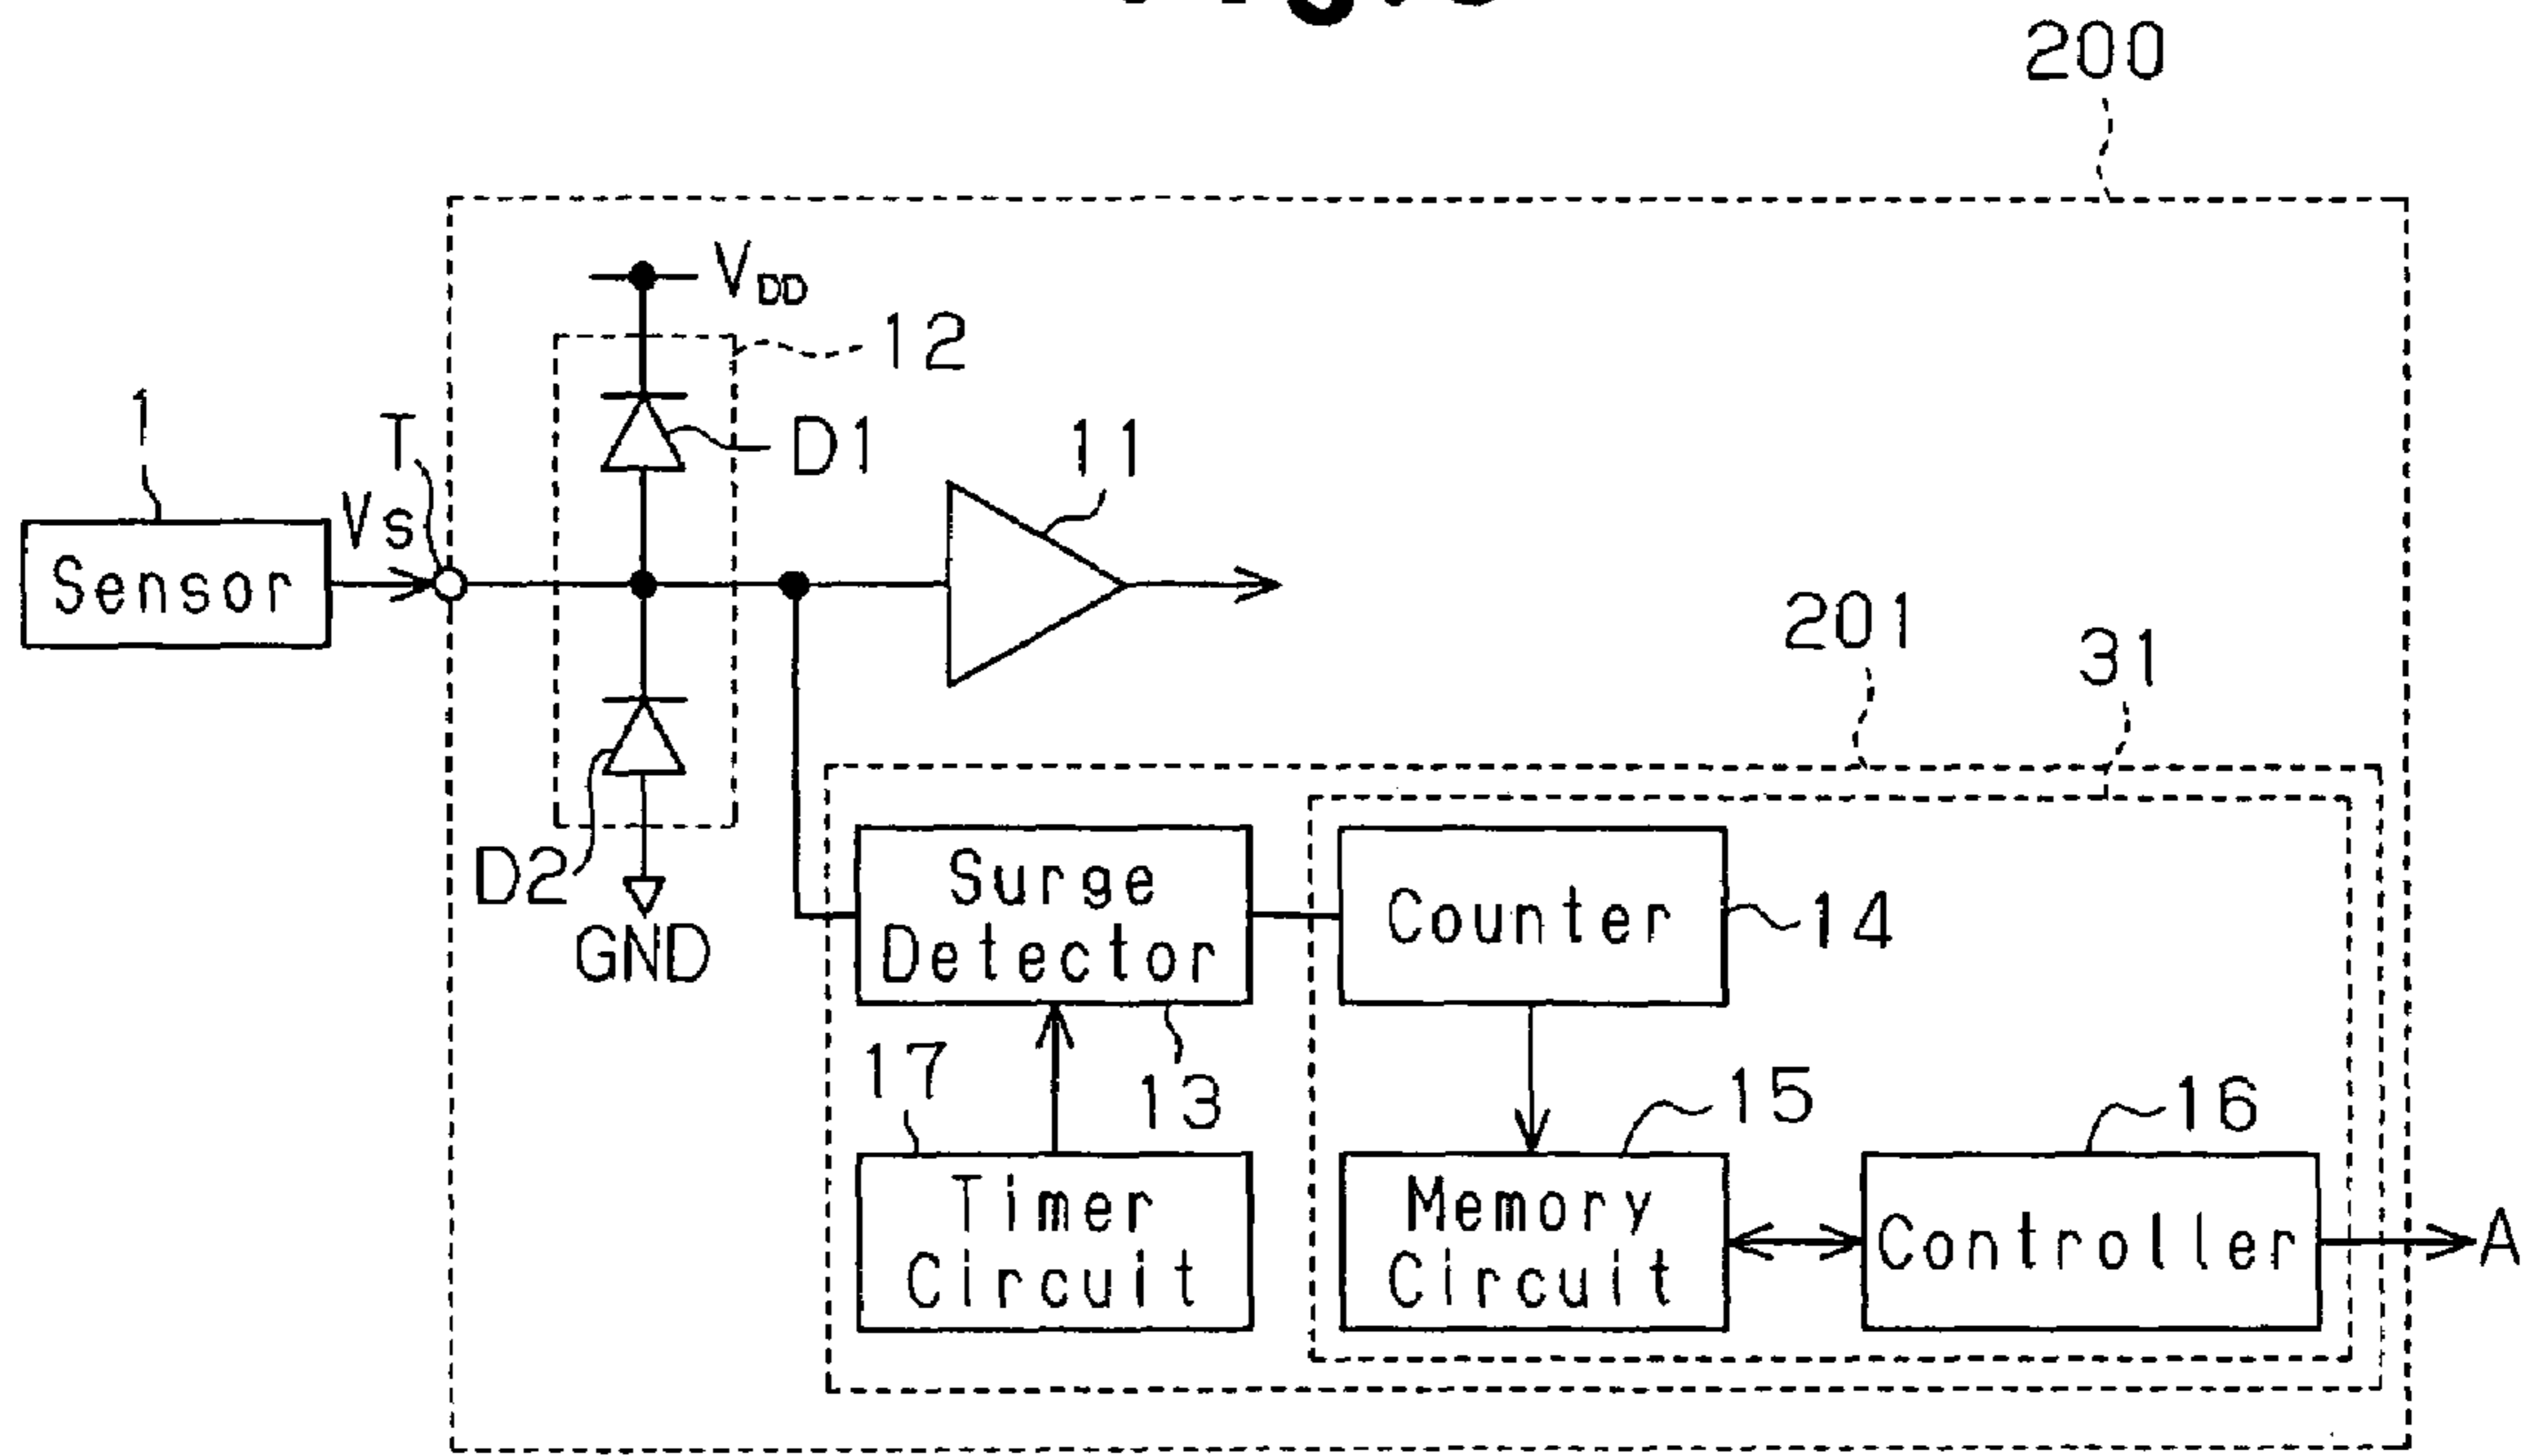 200
V_DD
12
1
T
D1
11
Vs
Sensor
201
31
D2
GND
Surge
Detector
Counter
14
17
13
15
16
Timer
Circuit
Memory
Circuit
Controller
A